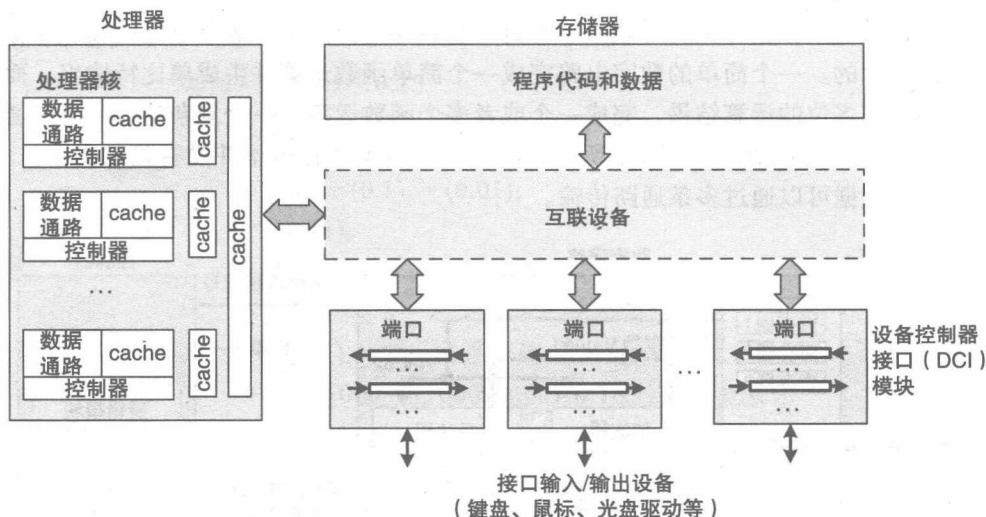 处理器
存储器
处理器核
数据
通路
cache
控制器
cache
数据
通路
cache
控制器
cache
…
数据
通路
cache
控制器
cache
cache
程序代码和数据
互联设备
端口
…
…
端口
…
…
…
端口
…
…
设备控制器
接口（DCI）
模块
接口输入/输出设备
（键盘、鼠标、光盘驱动等）